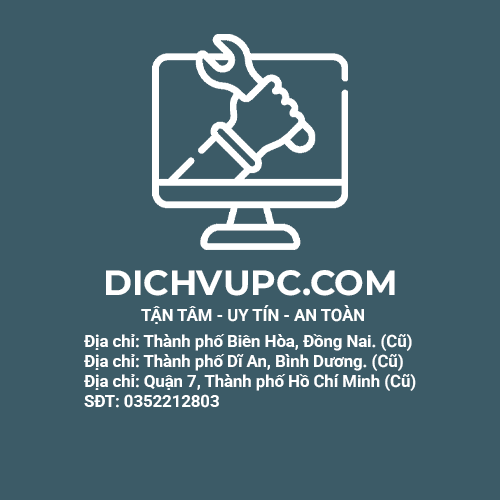 DICHVUPC.COM
TẬN TÂM - UY TÍN - AN TOÀN
Địa chỉ: Thành phố Biên Hòa, Đồng Nai. (Cũ)
Địa chỉ: Thành phố Dĩ An, Bình Dương. (Cũ)
Địa chỉ: Quận 7, Thành phố Hồ Chí Minh (Cũ)
SĐT: 0352212803